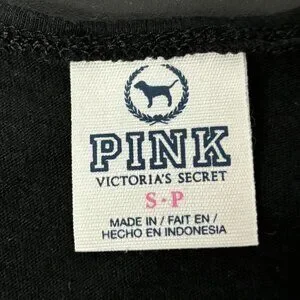 PINK
VICTORIA'S SECRET
S·P
MADE IN / FAIT EN /
HECHO EN INDONESIA